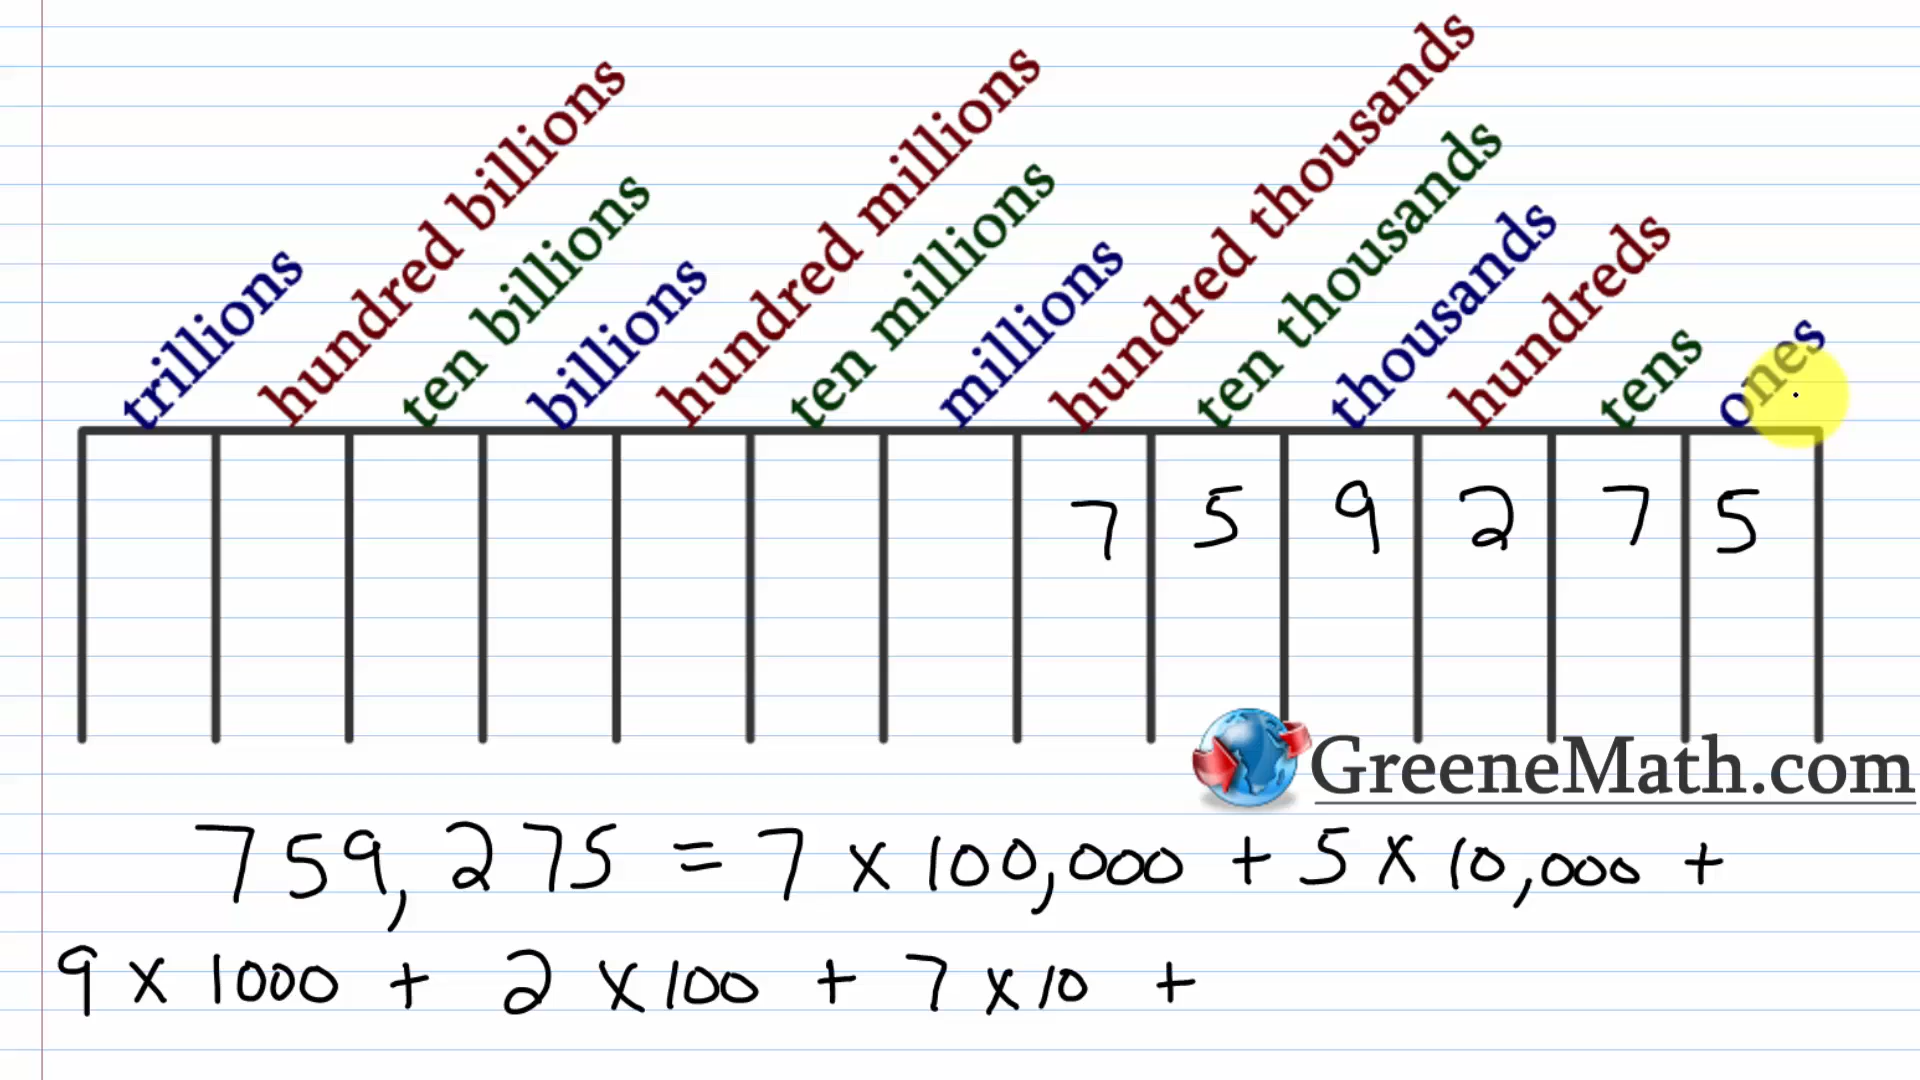 trillions
hundred billions
ten billions
billions
hundred millions
ten millions
millions
hundred thousands
ten thousands
thousands
hundreds
tens
ones
7 5 9 2 7 5
GreeneMath.com
759,275 = 7 x 100,000 + 5 x 10,000 +
9 x 1000 + 2 x 100 + 7 x 10 +